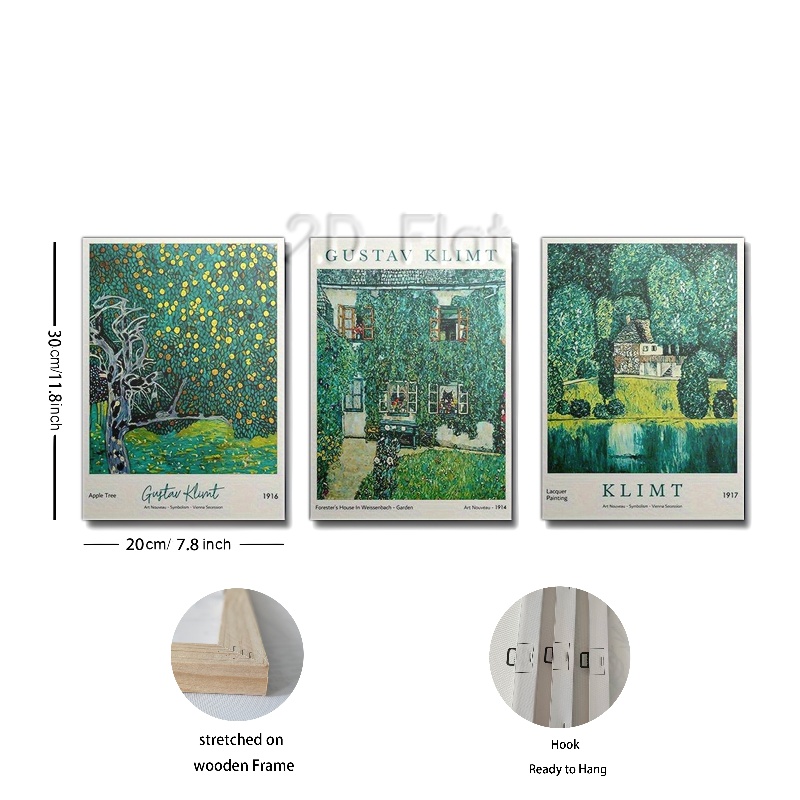 2D Flat
30cm/11.8inch
Apple Tree
Gustav Klimt
1916
Art Nouveau - Symbolism - Vienna Secession
GUSTAV KLIMT
Forester's House In Weissenbach - Garden
Art Nouveau - 1914
Lacquer
Painting
KLIMT
1917
Art Nouveau - Symbolism - Vienna Secession
20cm/ 7.8 inch
stretched on
wooden Frame
Hook
Ready to Hang